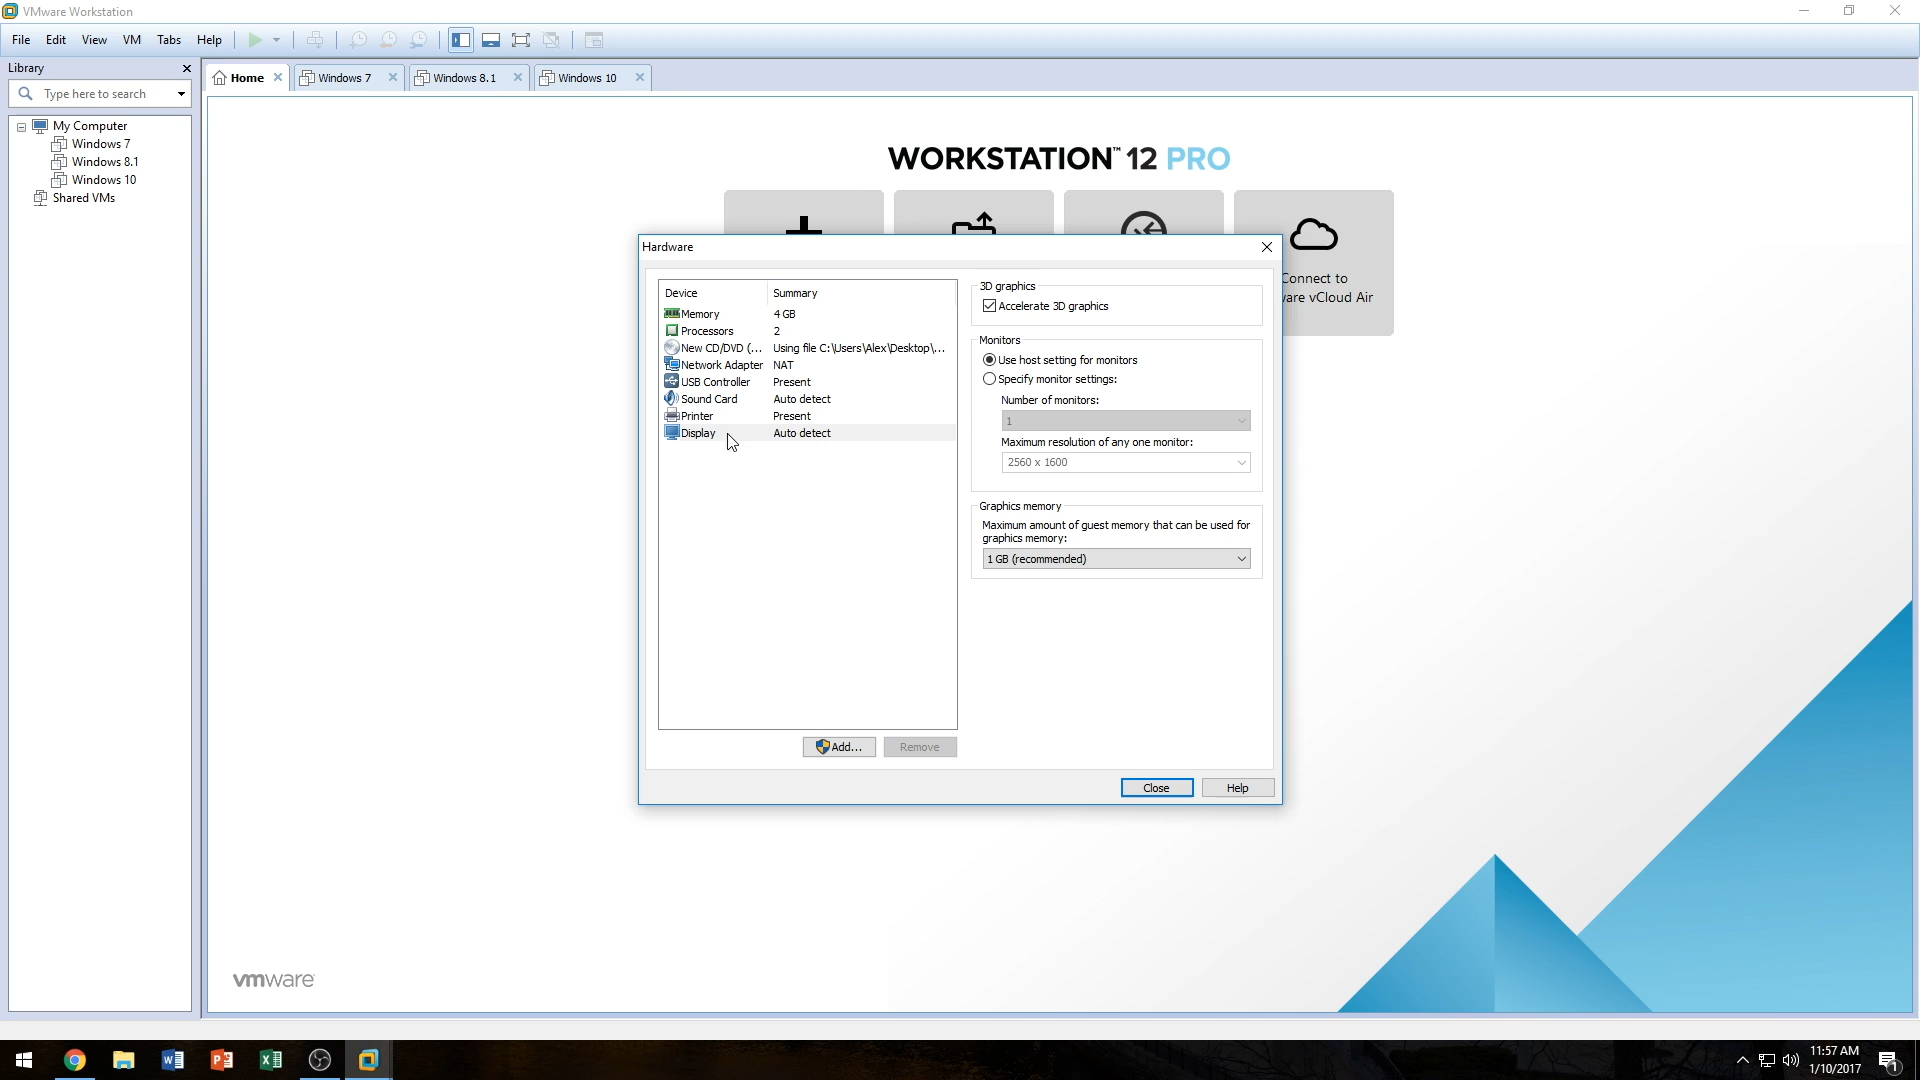 VMware Workstation
File Edit View VM Tabs Help
Library
Type here to search
My Computer
Windows 7
Windows 8.1
Windows 10
Shared VMs
Home
Windows 7
Windows 8.1
Windows 10
WORKSTATION™ 12 PRO
Connect to
ware vCloud Air
Hardware
Device Summary
Memory 4 GB
Processors 2
New CD/DVD (... Using file C:\Users\Alex\Desktop\...
Network Adapter NAT
USB Controller Present
Sound Card Auto detect
Printer Present
Display Auto detect
Add...
Remove
3D graphics
Accelerate 3D graphics
Monitors
Use host setting for monitors
Specify monitor settings:
Number of monitors:
1
Maximum resolution of any one monitor:
2560 x 1600
Graphics memory
Maximum amount of guest memory that can be used for
graphics memory:
1 GB (recommended)
Close
Help
vmware
11:57 AM
1/10/2017
1